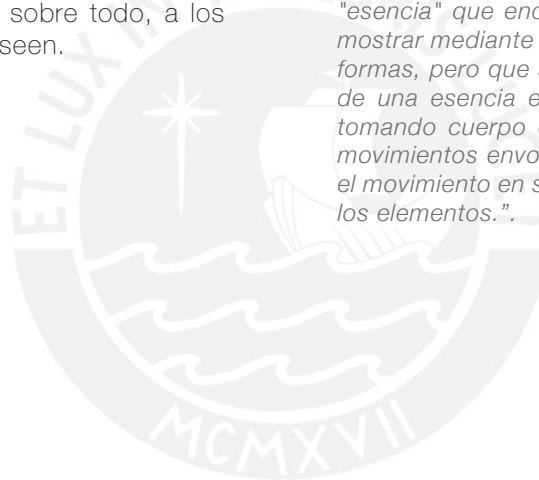 sobre todo, a los
seen.
"esencia" que enc
mostrar mediante
formas, pero que s
de una esencia e
tomando cuerpo
movimientos envo
el movimiento en s
los elementos.”.
ET LUX IN
MCMXVII